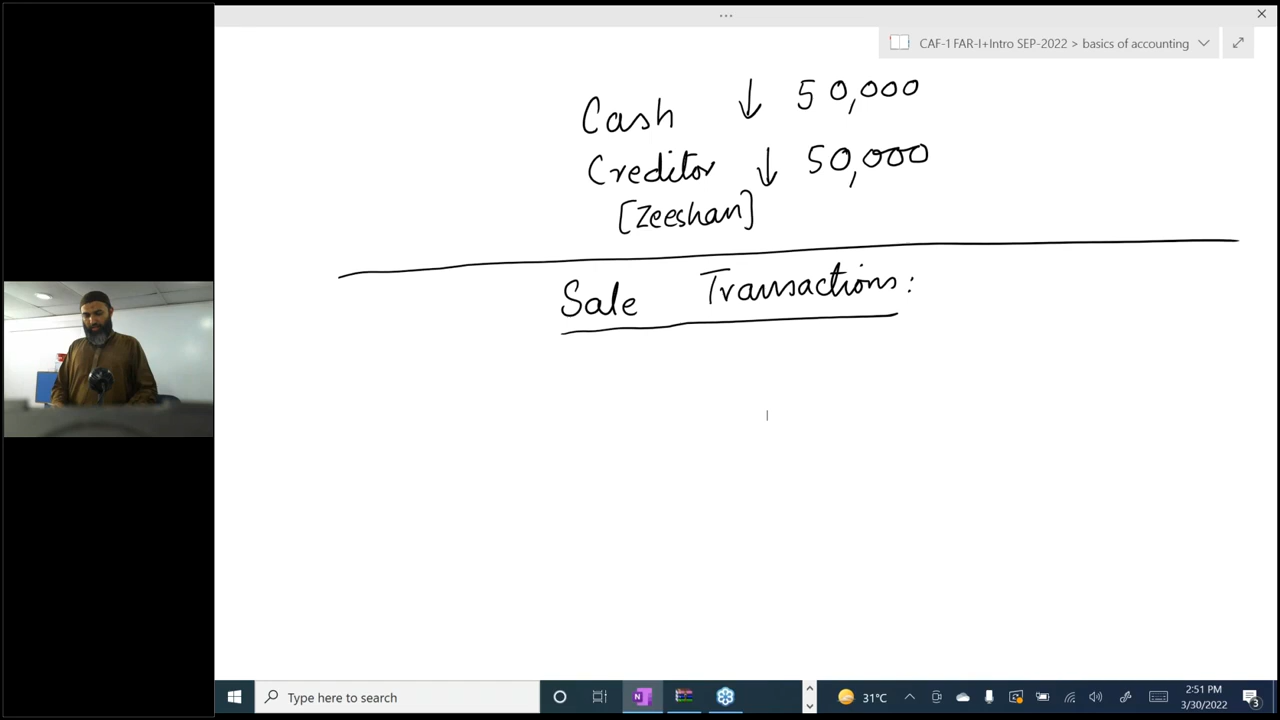 ...
CAF-1 FAR-I+Intro SEP-2022 > basics of accounting
Cash ↓ 50,000
Creditor ↓ 50,000
[Zeeshan]
Sale Transactions:
Type here to search
31°C
2:51 PM
3/30/2022
3